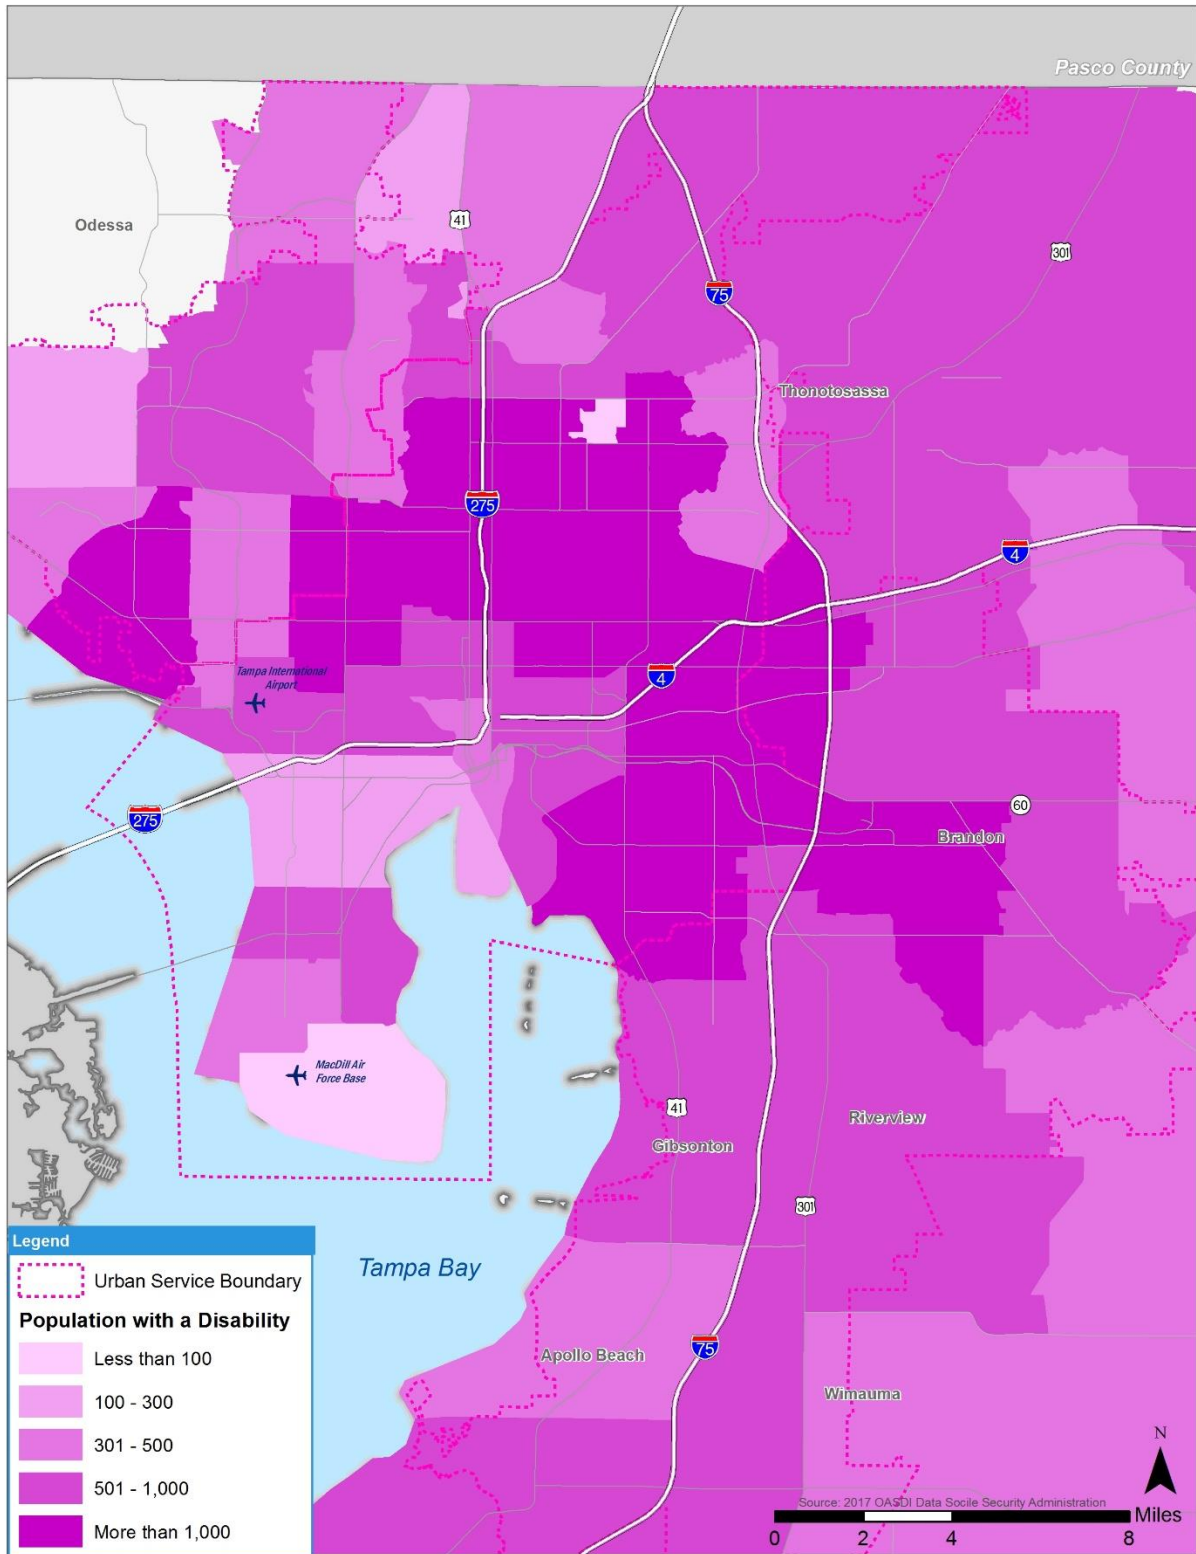 Pasco County
Odessa
41
301
75
Thonotosassa
275
4
Tampa International
Airport
4
60
275
Brandon
MacDill Air
Force Base
41
Gibsonton
Riverview
301
Legend
Urban Service Boundary
Population with a Disability
Less than 100
100 - 300
301 - 500
501 - 1,000
More than 1,000
Tampa Bay
75
Apollo Beach
Wimauma
N
Source: 2017 OASDI Data Socile Security Administration
Miles
0 2 4 8